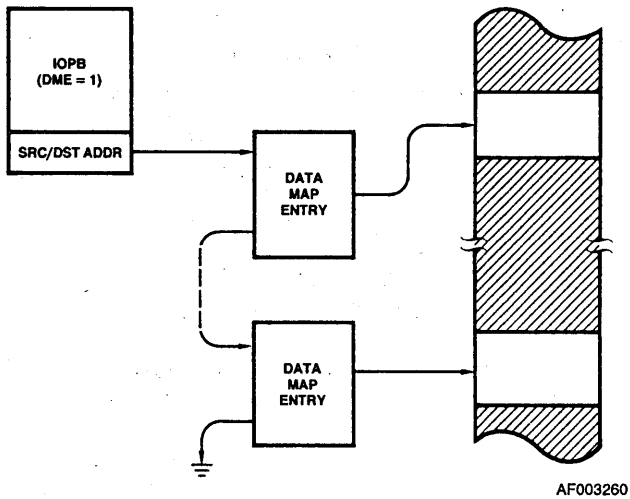 IOPB
(DME = 1)
SRC/DST ADDR
DATA
MAP
ENTRY
DATA
MAP
ENTRY
AF003260